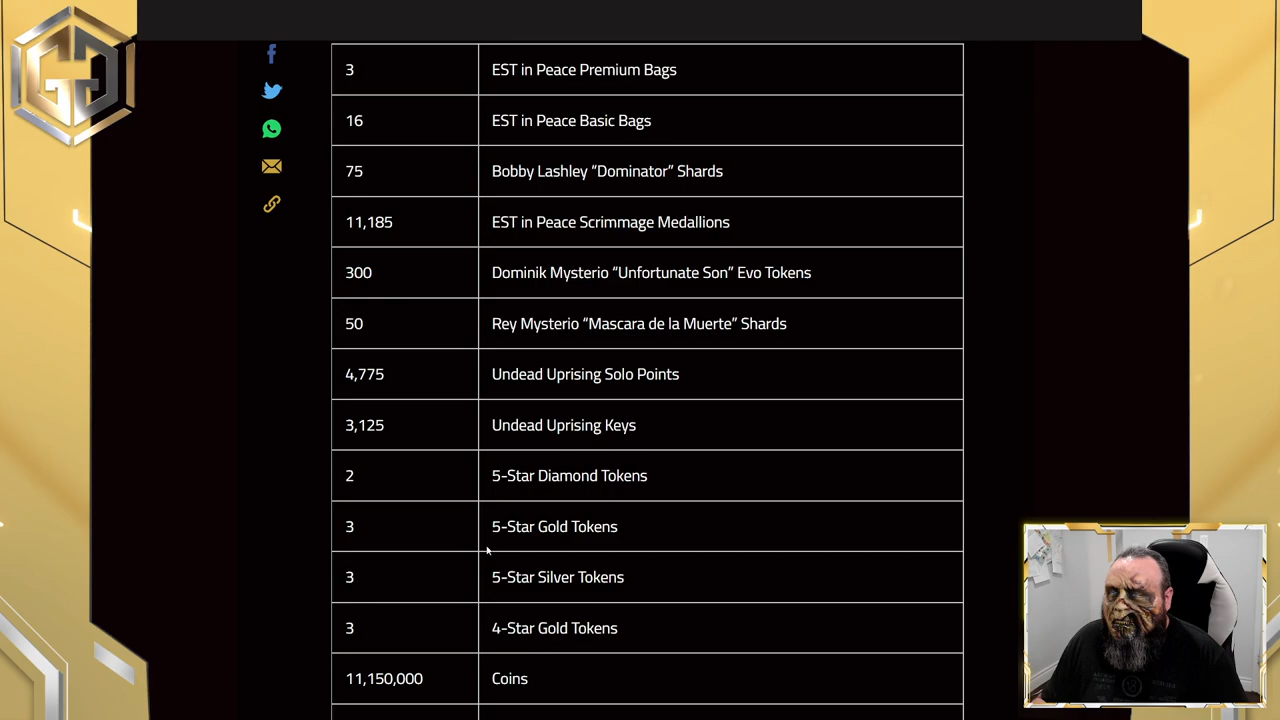 3 EST in Peace Premium Bags
16 EST in Peace Basic Bags
75 Bobby Lashley “Dominator” Shards
11,185 EST in Peace Scrimmage Medallions
300 Dominik Mysterio “Unfortunate Son” Evo Tokens
50 Rey Mysterio “Mascara de la Muerte” Shards
4,775 Undead Uprising Solo Points
3,125 Undead Uprising Keys
2 5-Star Diamond Tokens
3 5-Star Gold Tokens
3 5-Star Silver Tokens
3 4-Star Gold Tokens
11,150,000 Coins